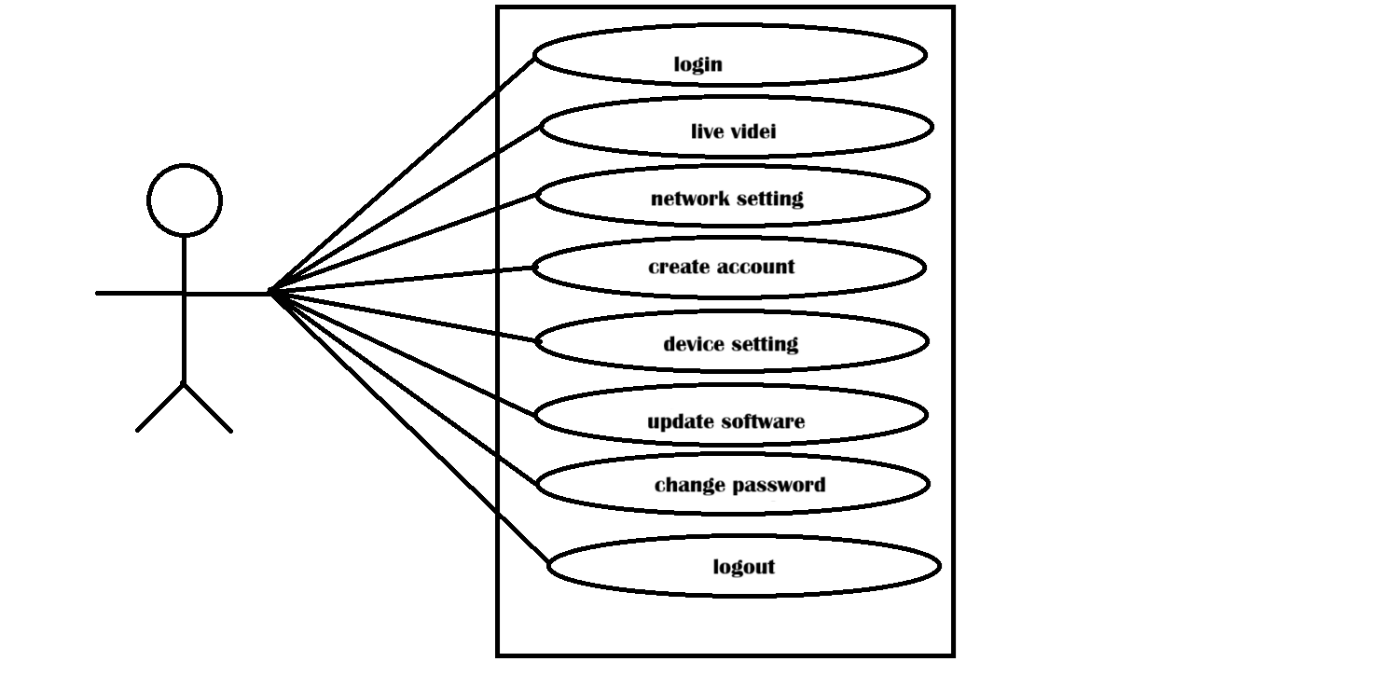 login
live videi
network setting
create account
device setting
update software
change password
logout